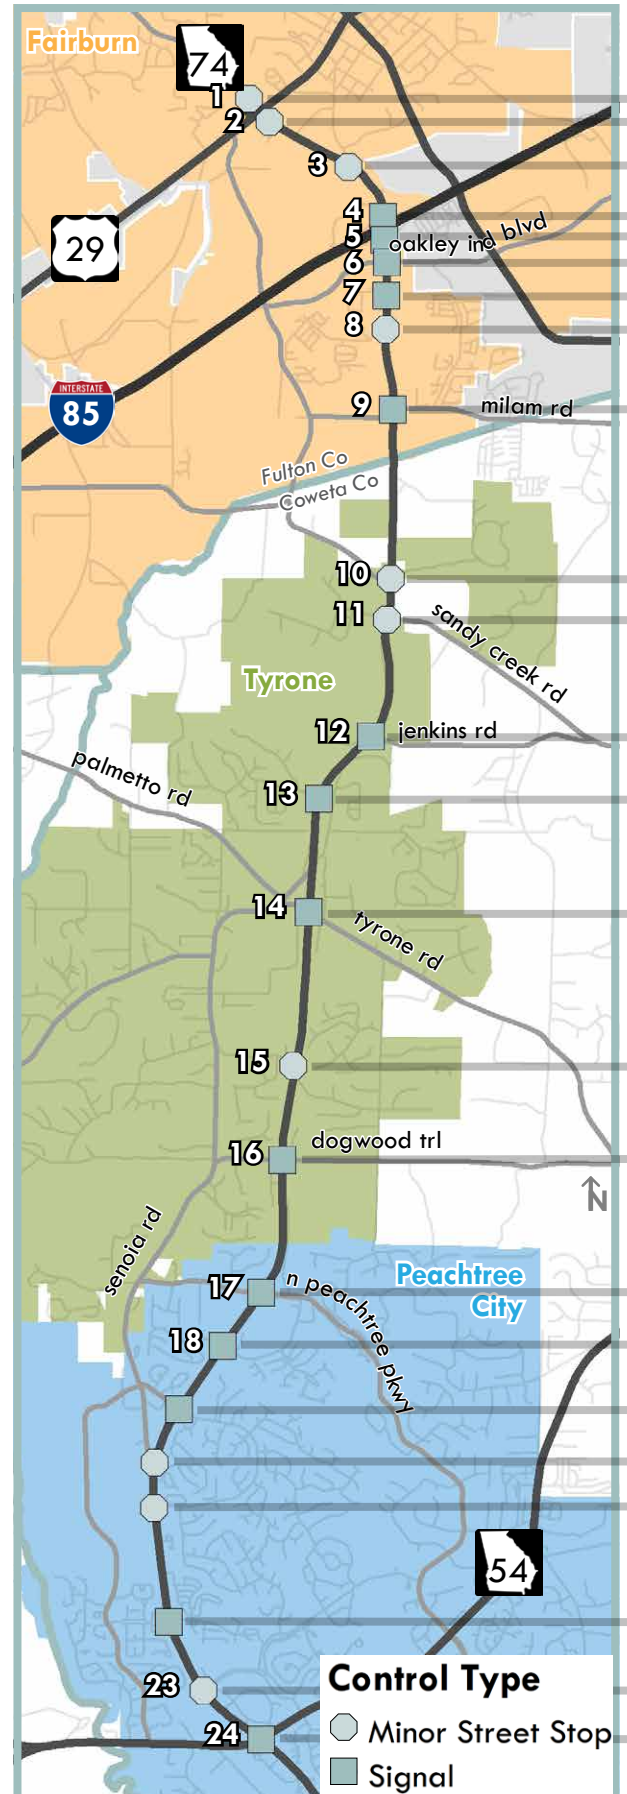 Fairburn
74
1
2
3
4
5
oakley ind blvd
6
29
7
8
INTERSTATE
85
9
milam rd
Fulton Co
Coweta Co
10
11
sandy creek rd
Tyrone
12
jenkins rd
palmetto rd
13
14
tyrone rd
15
16
dogwood trl
N
senoia rd
Peachtree
City
17
n peachtree pkwy
18
54
23
24
Control Type
Minor Street Stop
Signal